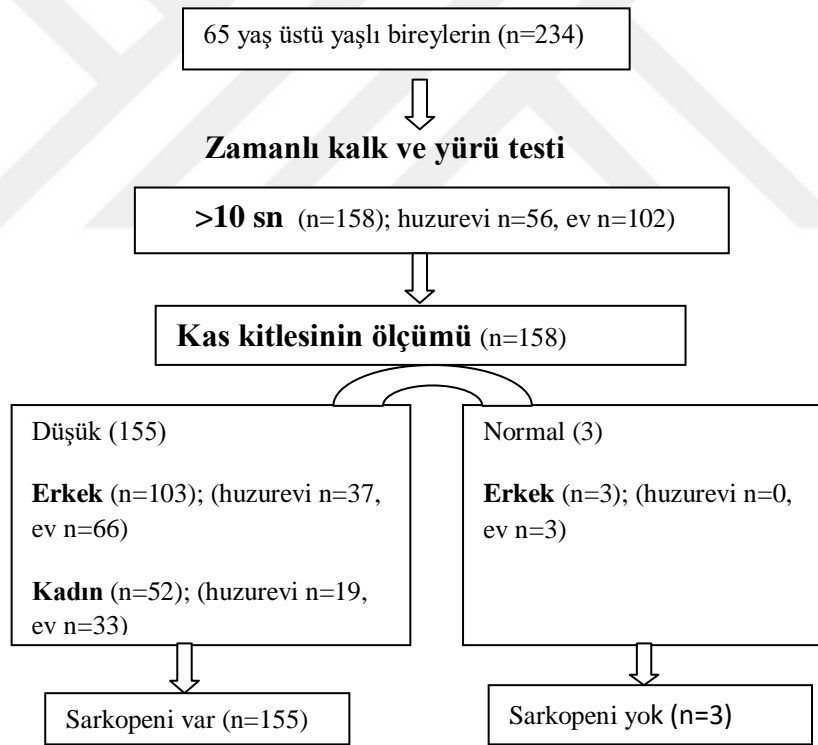 65 yaş üstü yaşlı bireylerin (n=234)
Zamanlı kalk ve yürü testi
>10 sn (n=158); huzurevi n=56, ev n=102)
Kas kitlesinin ölçümü (n=158)
Düşük (155)
Erkek (n=103); (huzurevi n=37,
ev n=66)
Kadın (n=52); (huzurevi n=19,
ev n=33)
Normal (3)
Erkek (n=3); (huzurevi n=0,
ev n=3)
Sarkopeni var (n=155)
Sarkopeni yok (n=3)